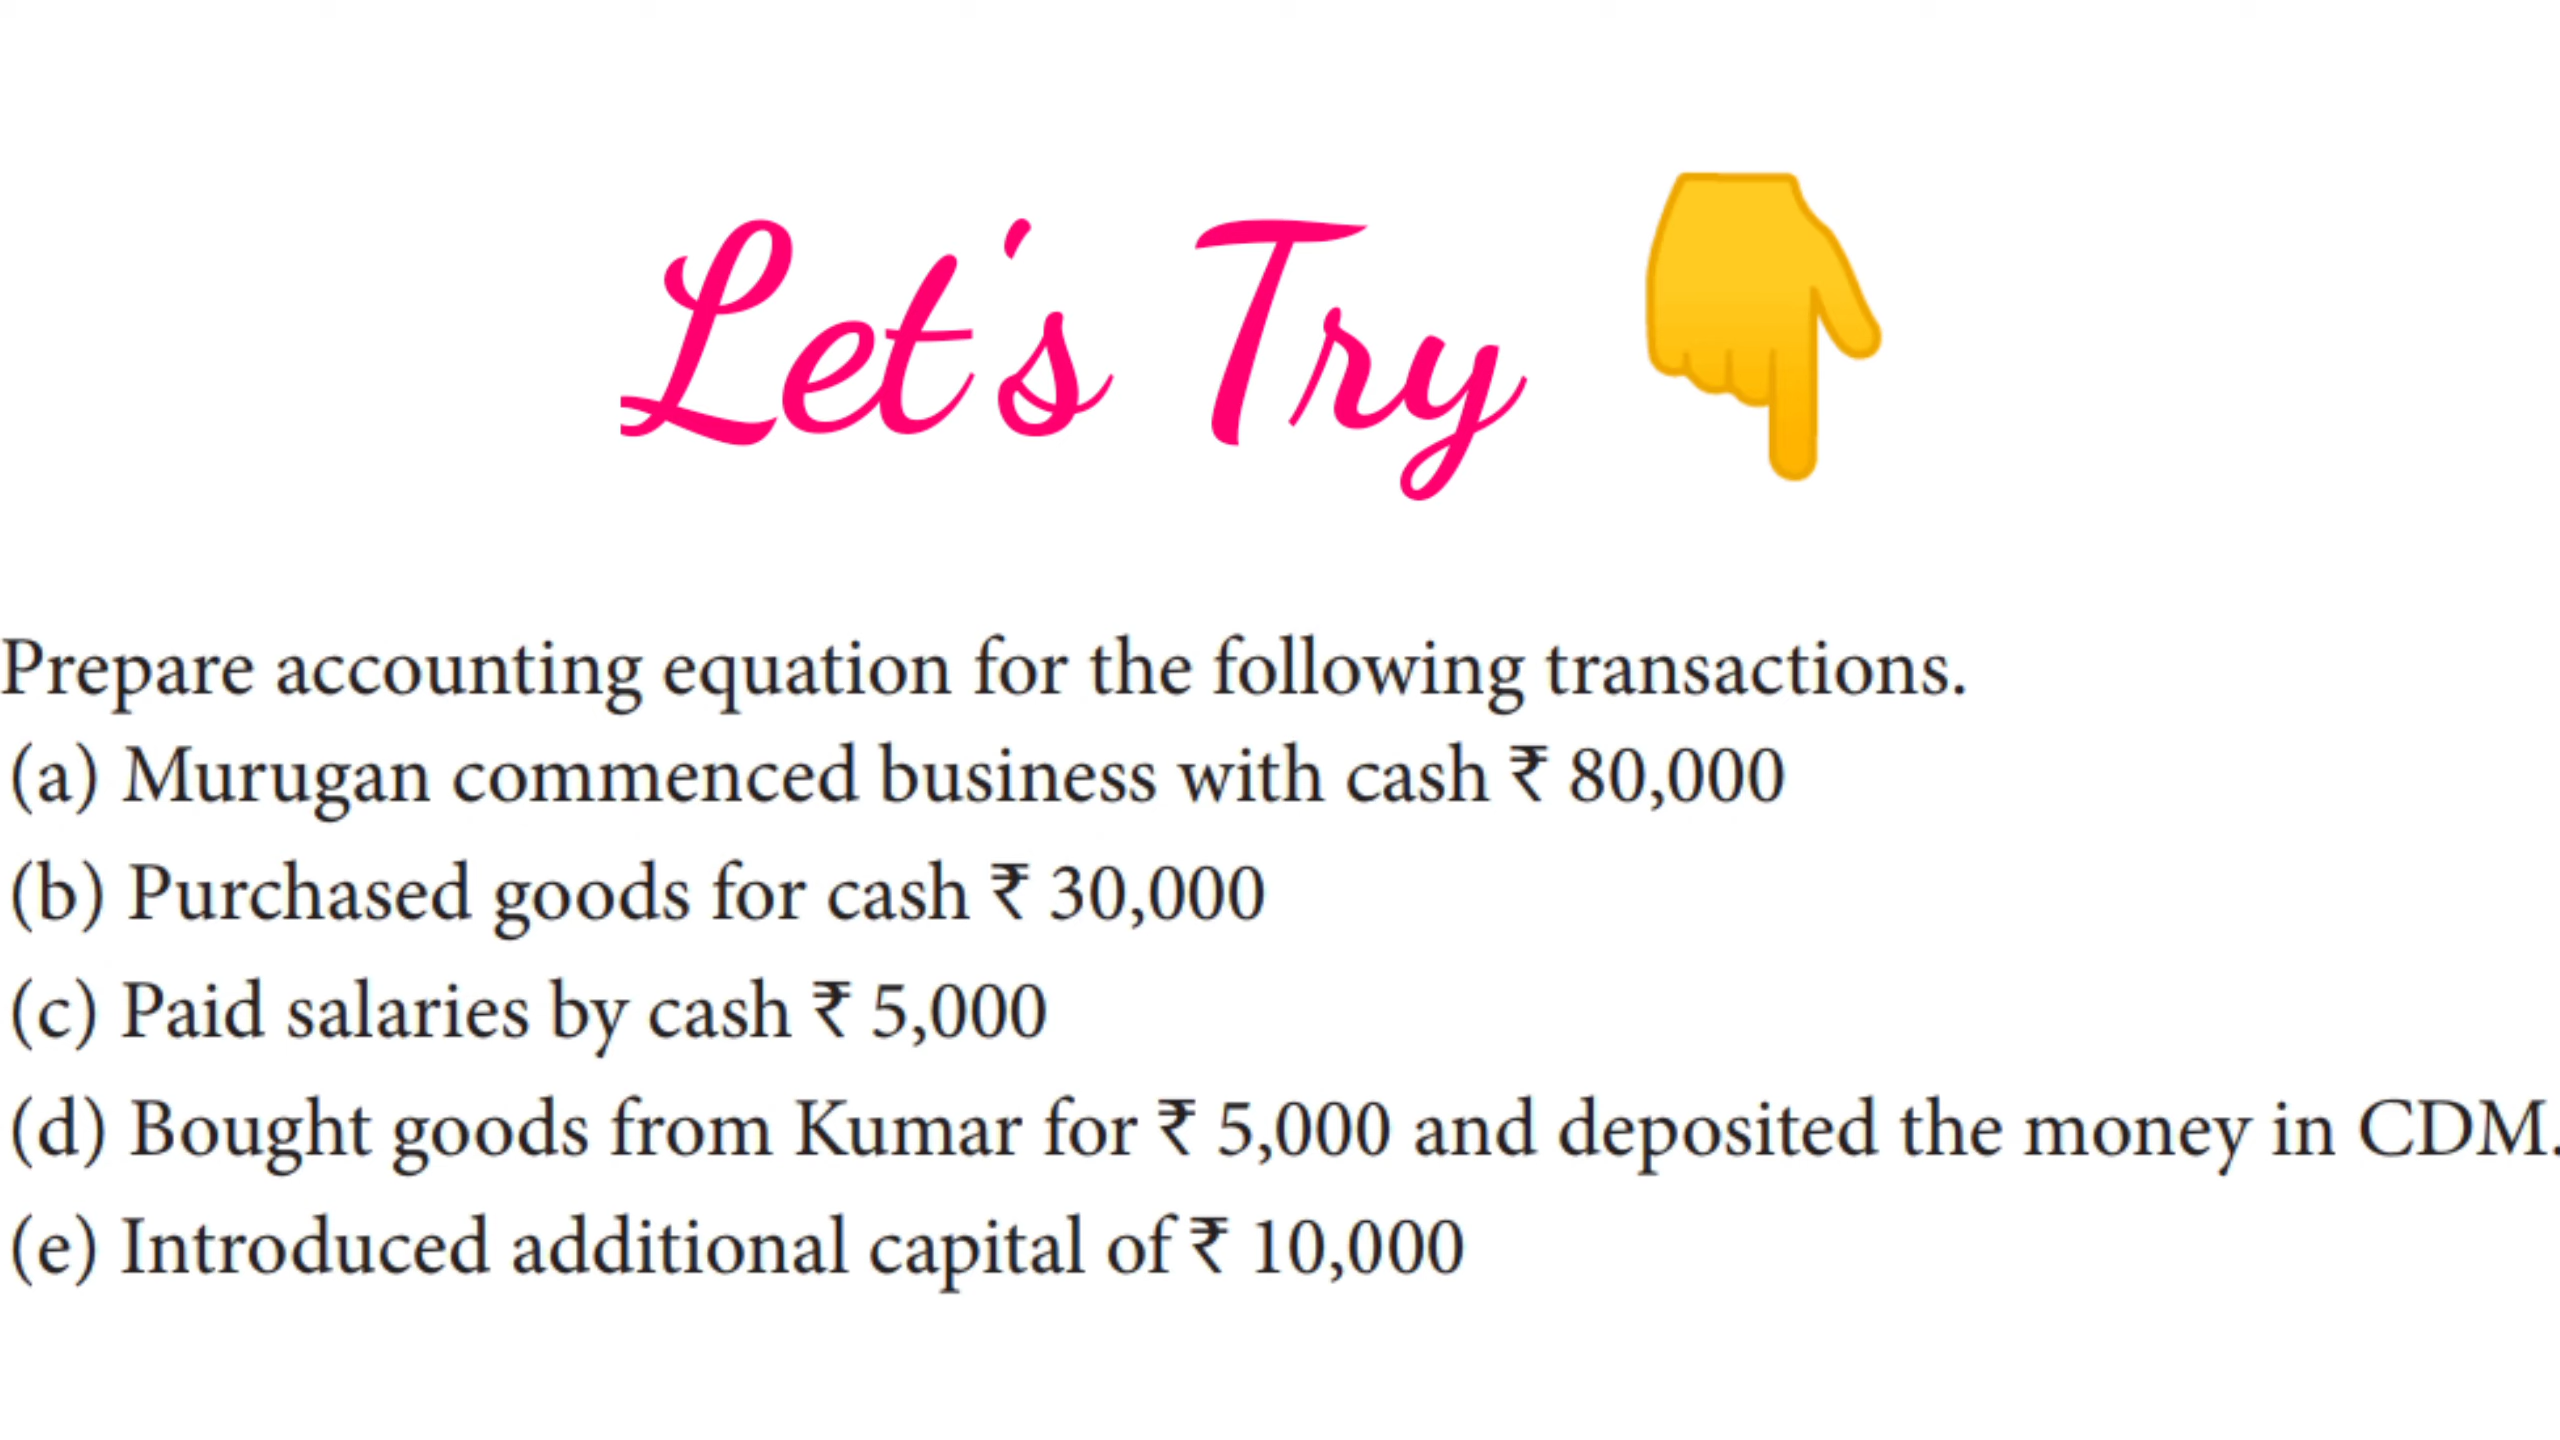 Let's Try
Prepare accounting equation for the following transactions.
(a) Murugan commenced business with cash ₹ 80,000
(b) Purchased goods for cash ₹ 30,000
(c) Paid salaries by cash ₹ 5,000
(d) Bought goods from Kumar for ₹ 5,000 and deposited the money in CDM.
(e) Introduced additional capital of ₹ 10,000